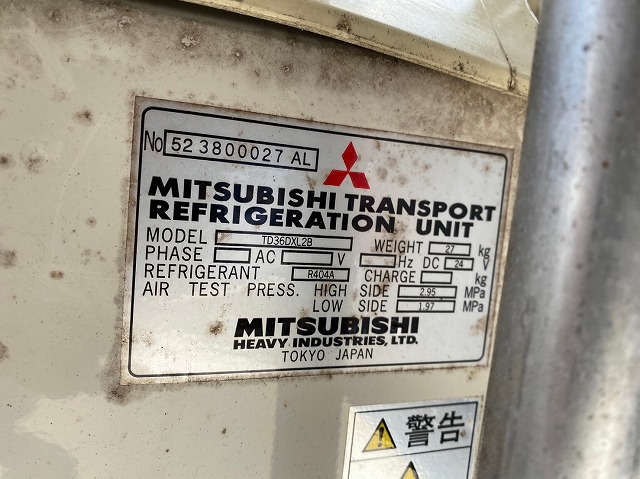 No 523800027 AL
MITSUBISHI TRANSPORT
REFRIGERATION UNIT
MODEL TD36DXL2B WEIGHT 27 kg
PHASE AC V Hz DC 24 V
REFRIGERANT R404A CHARGE kg
AIR TEST PRESS. HIGH SIDE 2.95 MPa
LOW SIDE 1.97 MPa
MITSUBISHI
HEAVY INDUSTRIES, LTD.
TOKYO JAPAN
警告